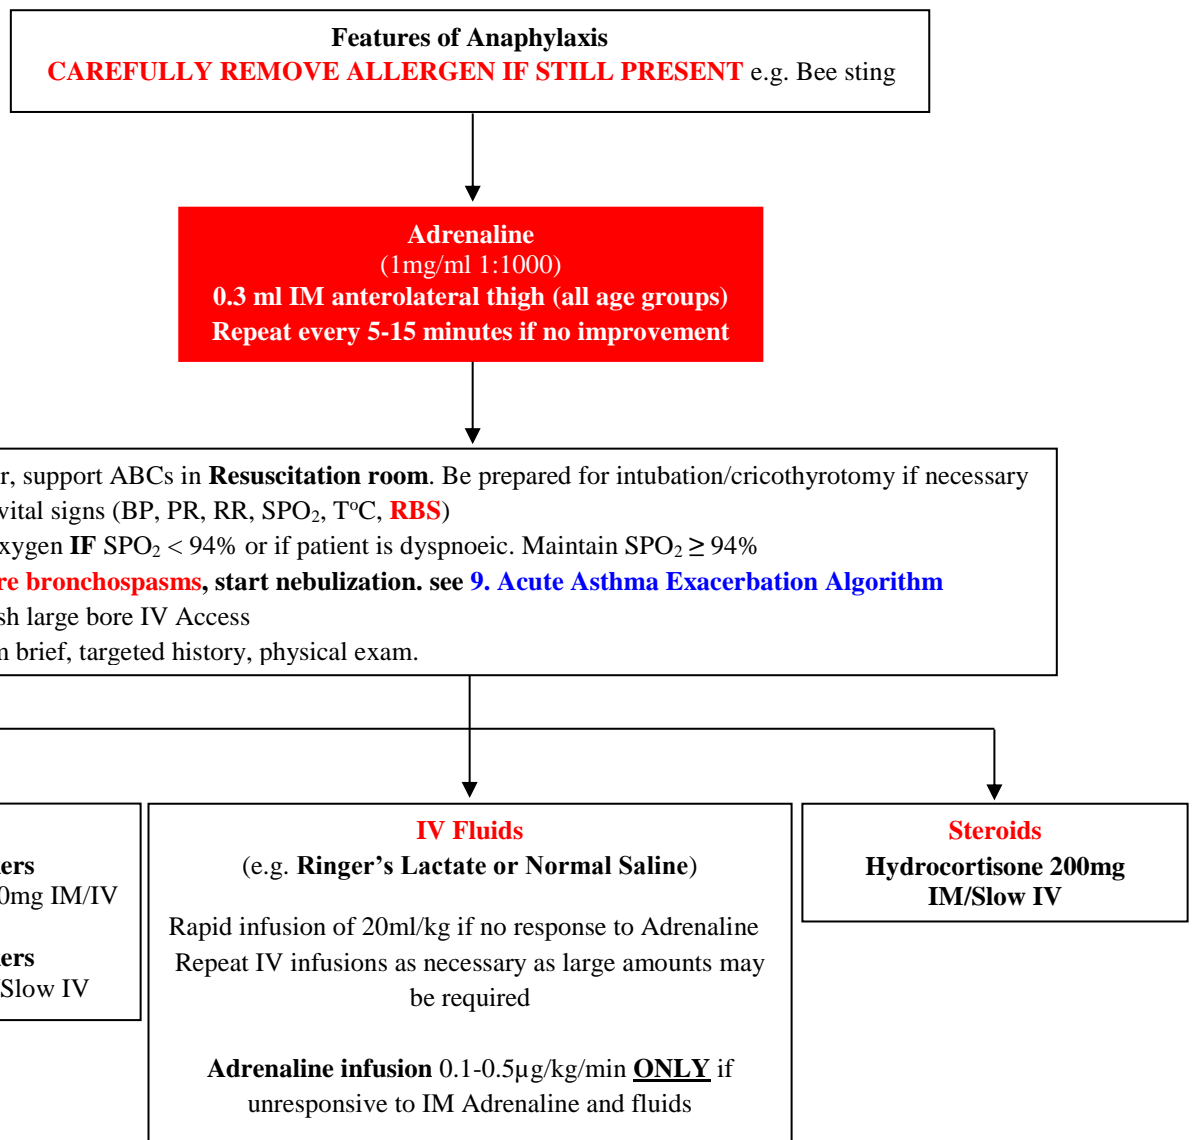 Features of Anaphylaxis
CAREFULLY REMOVE ALLERGEN IF STILL PRESENT e.g. Bee sting
Adrenaline
(1mg/ml 1:1000)
0.3 ml IM anterolateral thigh (all age groups)
Repeat every 5-15 minutes if no improvement
support ABCs in Resuscitation room. Be prepared for intubation/cricothyrotomy if necessary
vital signs (BP, PR, RR, SPO₂, TºC, RBS)
IF SPO₂ < 94% or if patient is dyspnoeic. Maintain SPO₂ ≥ 94%
bronchospasms, start nebulization. see 9. Acute Asthma Exacerbation Algorithm
large bore IV Access
brief, targeted history, physical exam.
IM/IV
Slow IV
IV Fluids
(e.g. Ringer's Lactate or Normal Saline)
Rapid infusion of 20ml/kg if no response to Adrenaline
Repeat IV infusions as necessary as large amounts may
be required
Adrenaline infusion 0.1-0.5µg/kg/min ONLY if
unresponsive to IM Adrenaline and fluids
Steroids
Hydrocortisone 200mg
IM/Slow IV